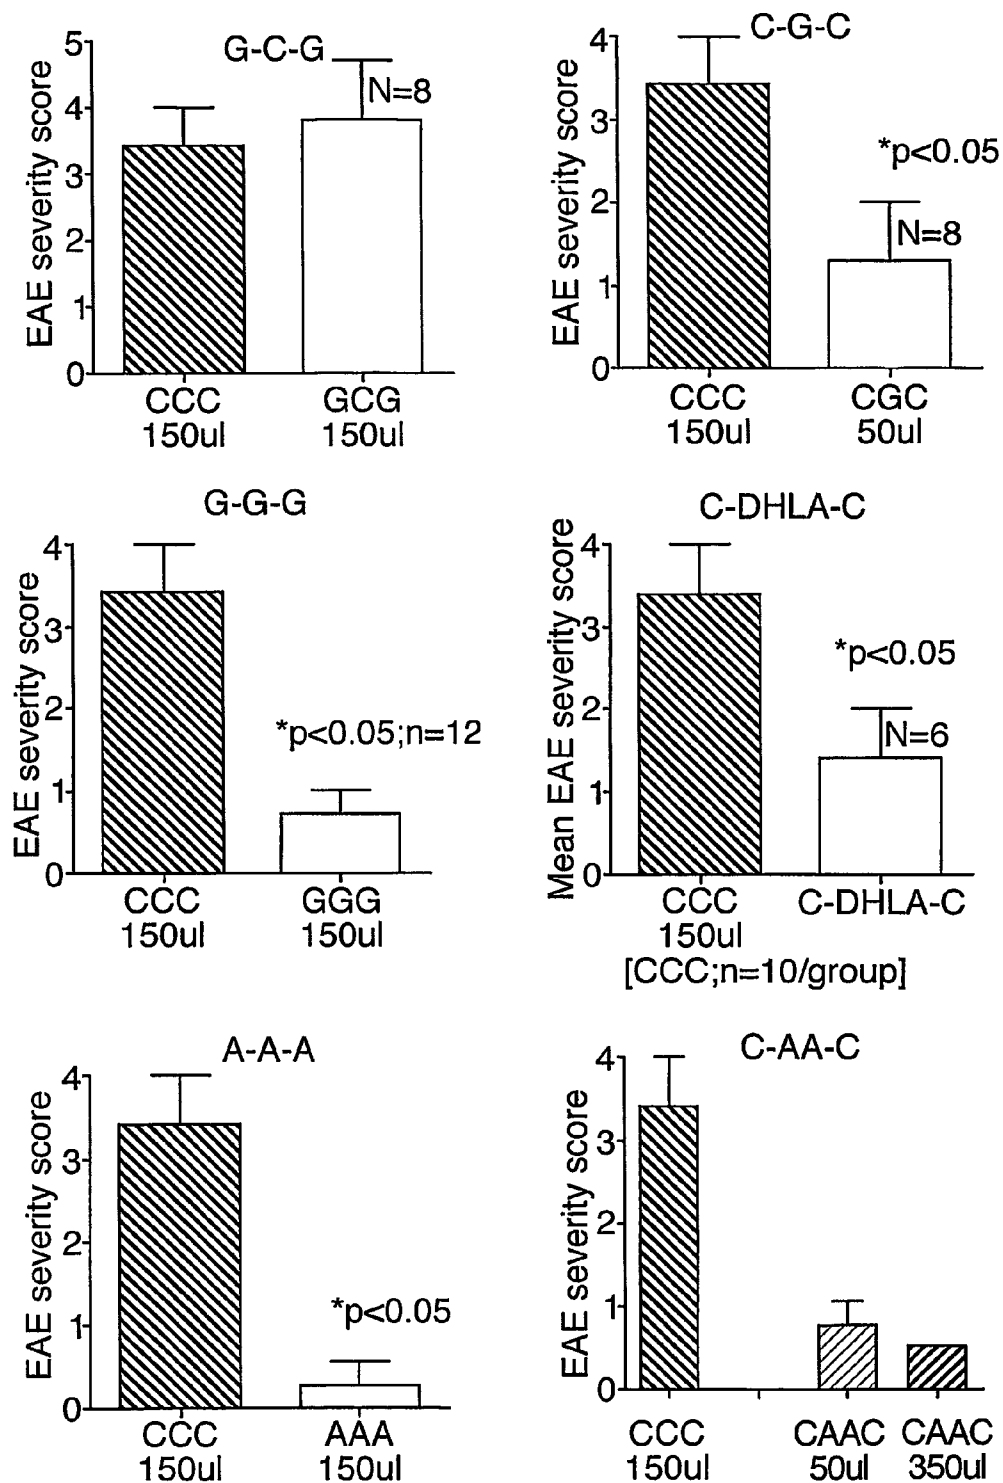 G-C-G
EAE severity score
5
4
3
2
1
0
N=8
CCC GCG
150ul 150ul
C-G-C
EAE severity score
4
3
2
1
0
*p<0.05
N=8
CCC CGC
150ul 50ul
G-G-G
EAE severity score
4
3
2
1
0
*p<0.05;n=12
CCC GGG
150ul 150ul
C-DHLA-C
Mean EAE severity score
4
3
2
1
0
*p<0.05
N=6
CCC C-DHLA-C
150ul
[CCC;n=10/group]
A-A-A
EAE severity score
4
3
2
1
0
*p<0.05
CCC AAA
150ul 150ul
C-AA-C
EAE severity score
4
3
2
1
0
CCC CAAC CAAC
150ul 50ul 350ul